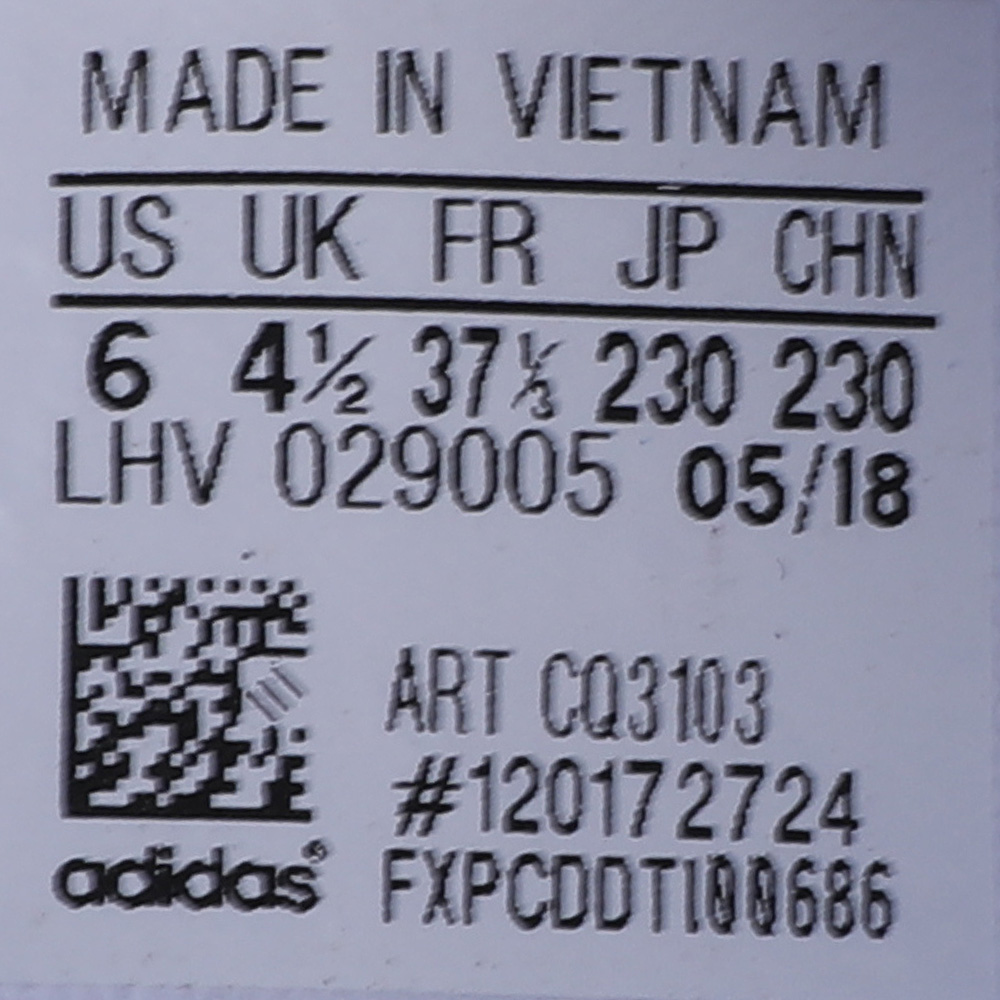 MADE IN VIETNAM
US UK FR JP CHN
6 4½ 37⅓ 230 230
LHV 029005 05/18
ART CQ3103
#120172724
FXPCDDT100686
adidas®